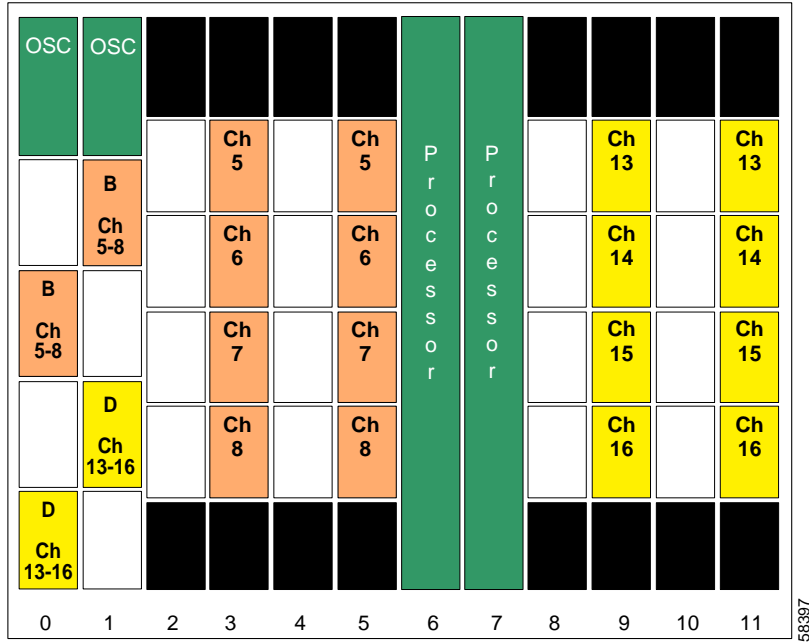 OSC OSC
B
Ch
5-8
B
Ch
5-8
D
Ch
13-16
D
Ch
13-16
Ch
5
Ch
6
Ch
7
Ch
8
Ch
5
Ch
6
Ch
7
Ch
8
Processor
Processor
Ch
13
Ch
14
Ch
15
Ch
16
Ch
13
Ch
14
Ch
15
Ch
16
0 1 2 3 4 5 6 7 8 9 10 11
58397